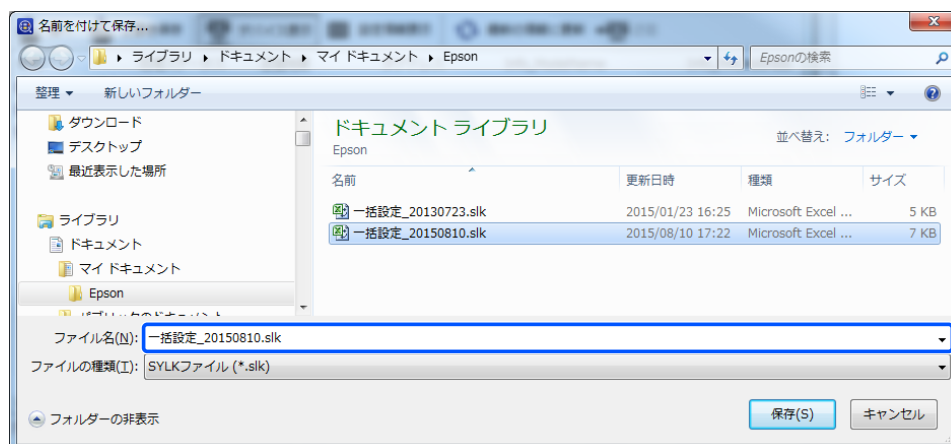 名前を付けて保存...
ライブラリ ▸ ドキュメント ▸ マイ ドキュメント ▸ Epson
Epsonの検索
整理 ▼ 新しいフォルダー
ダウンロード
デスクトップ
最近表示した場所
ライブラリ
ドキュメント
マイ ドキュメント
Epson
ドキュメント ライブラリ
Epson
並べ替え: フォルダー ▼
名前 更新日時 種類 サイズ
一括設定_20130723.slk 2015/01/23 16:25 Microsoft Excel ... 5 KB
一括設定_20150810.slk 2015/08/10 17:22 Microsoft Excel ... 7 KB
ファイル名(N): 一括設定_20150810.slk
ファイルの種類(T): SYLKファイル (*.slk)
フォルダーの非表示
保存(S) キャンセル